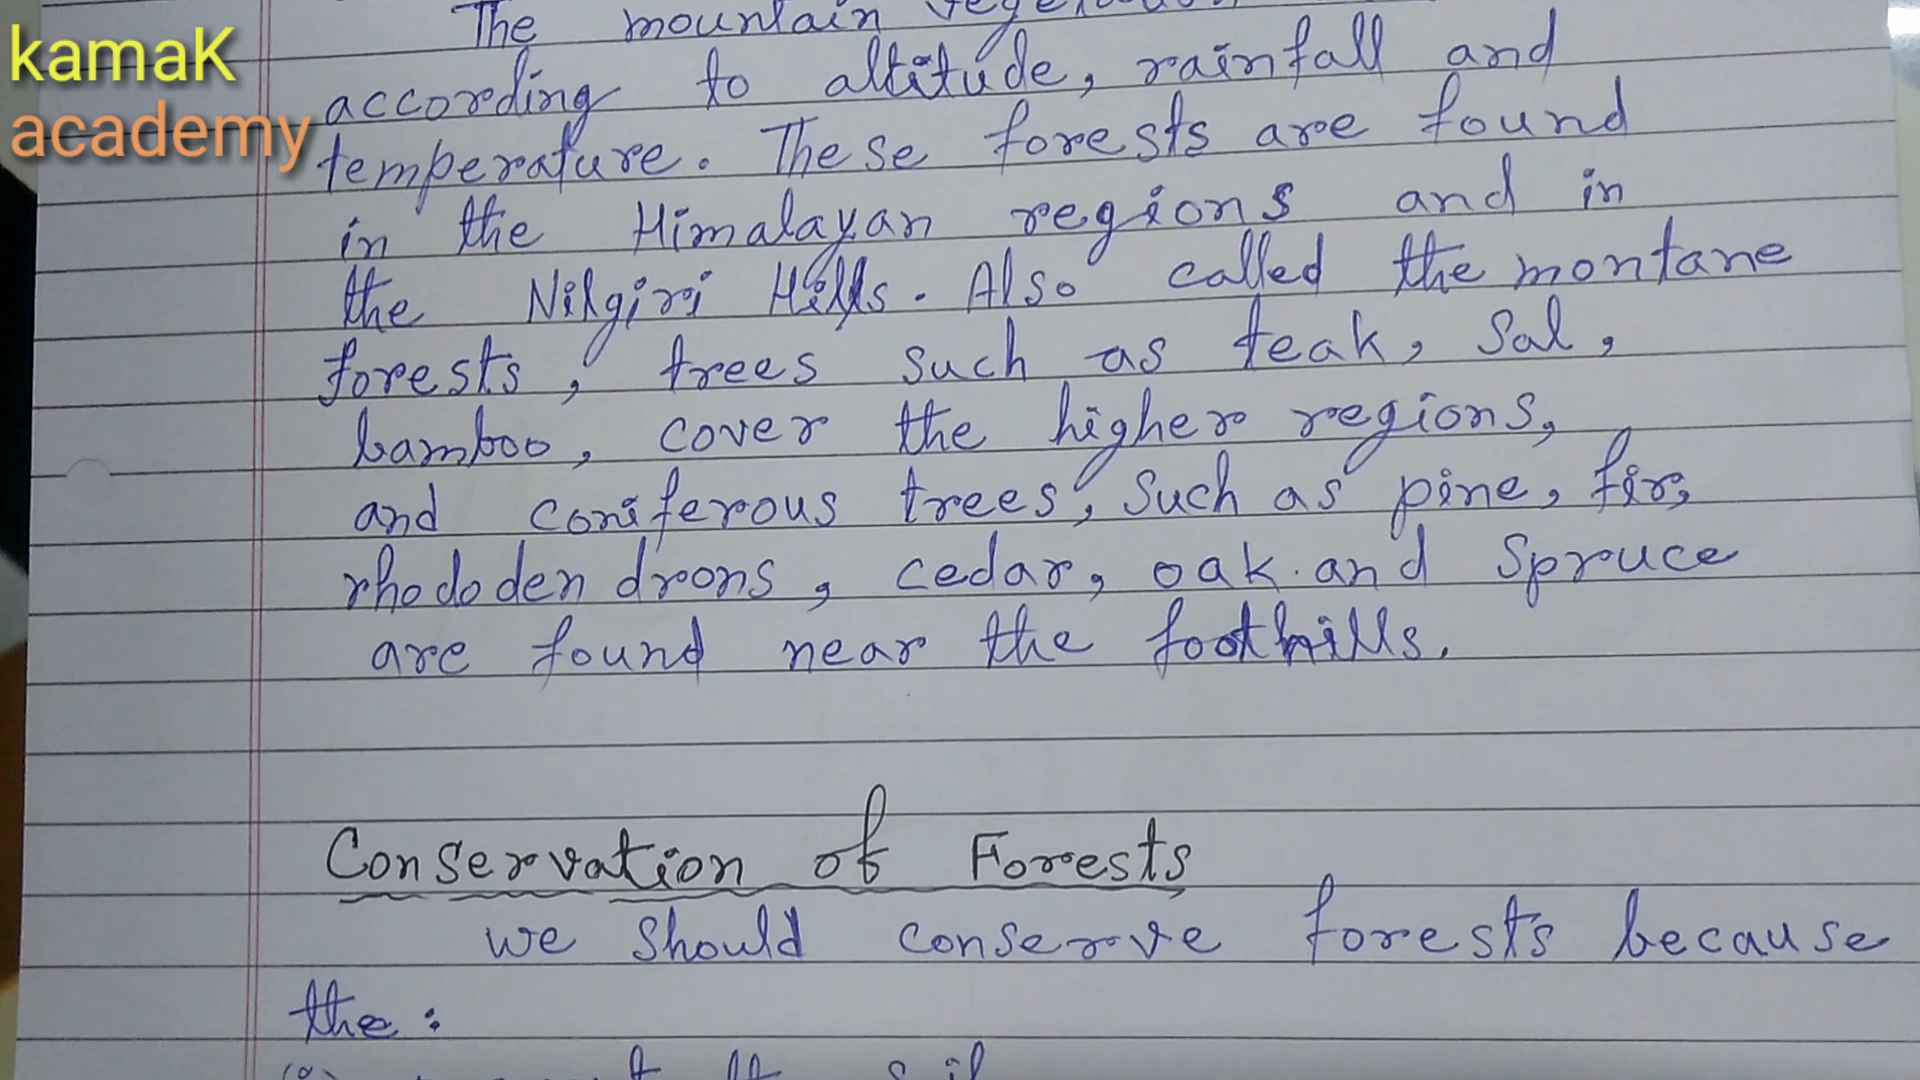 kamaK
academy
The mountain vegetation
according to altitude, rainfall and
temperature. These forests are found
in the Himalayan regions and in
the Nilgiri Hills. Also called the montane
forests, trees such as teak, Sal,
bamboo, cover the higher regions,
and coniferous trees, Such as pine, fir,
rhododendrons, cedar, oak and Spruce
are found near the foothills.
Conservation of Forests
we should conserve forests because
the: